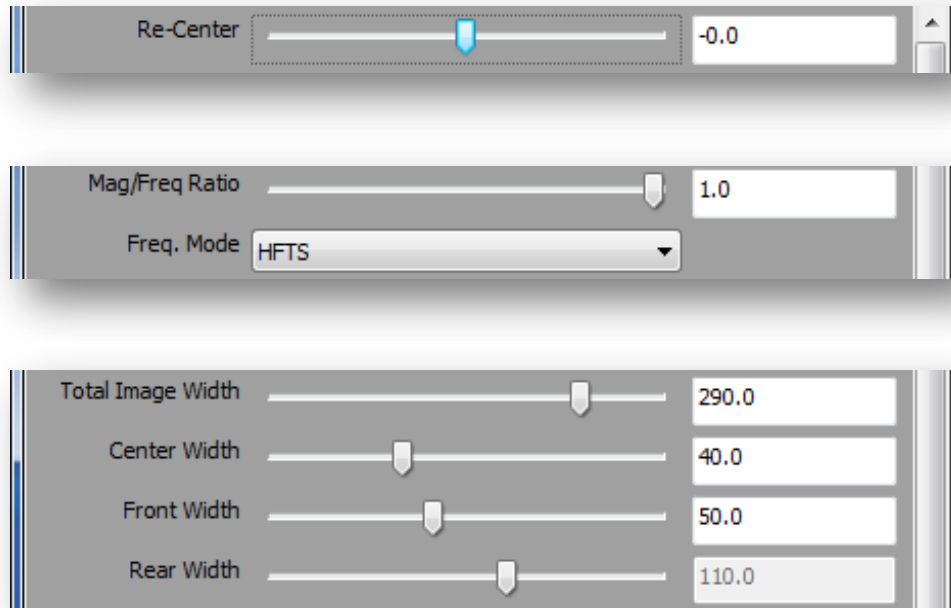 Re-Center -0.0
Mag/Freq Ratio 1.0
Freq. Mode HFTS
Total Image Width 290.0
Center Width 40.0
Front Width 50.0
Rear Width 110.0